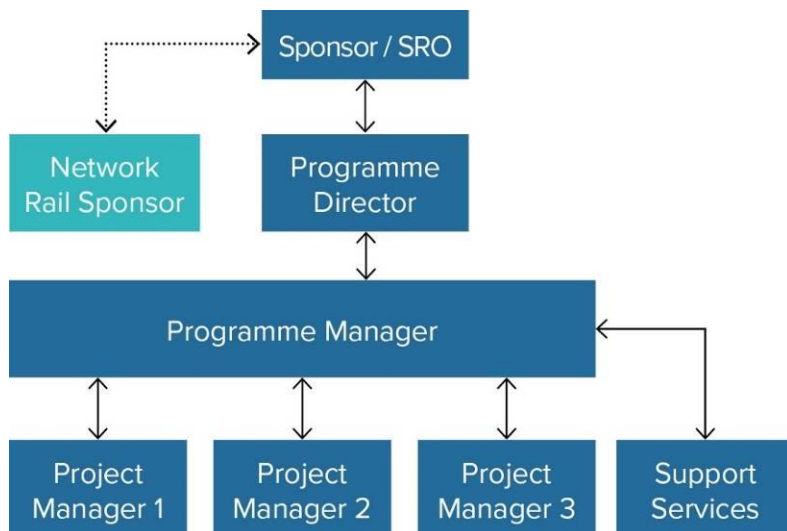 Sponsor / SRO
Network
Rail Sponsor
Programme
Director
Programme Manager
Project
Manager 1
Project
Manager 2
Project
Manager 3
Support
Services